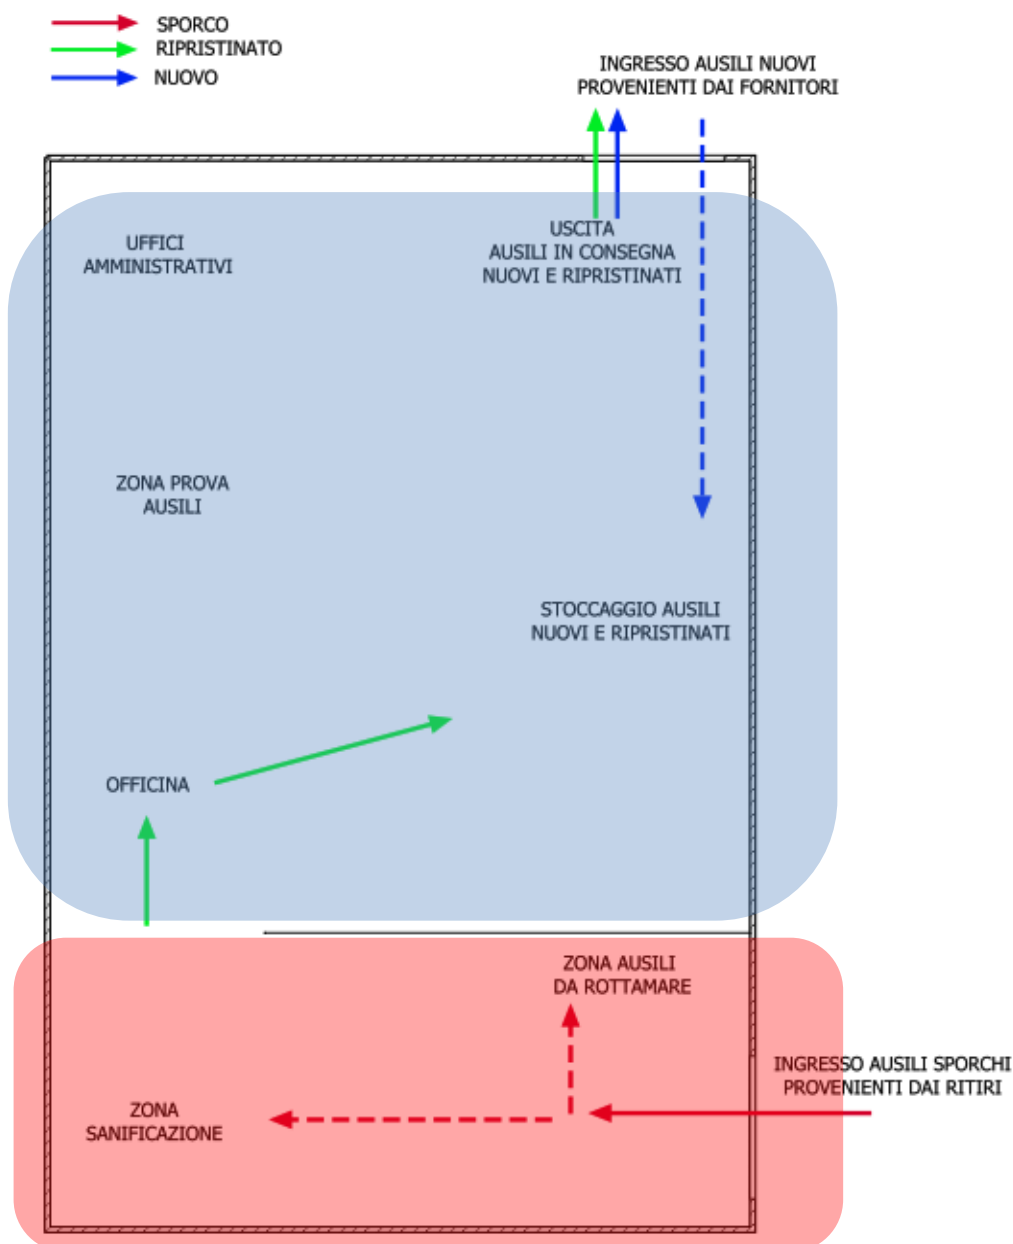 SPORCO
RIPRISTINATO
NUOVO
INGRESSO AUSILI NUOVI
PROVENIENTI DAI FORNITORI
UFFICI
AMMINISTRATIVI
USCITA
AUSILI IN CONSEGNA
NUOVI E RIPRISTINATI
ZONA PROVA
AUSILI
STOCCAGGIO AUSILI
NUOVI E RIPRISTINATI
OFFICINA
ZONA AUSILI
DA ROTTAMARE
INGRESSO AUSILI SPORCHI
PROVENIENTI DAI RITIRI
ZONA
SANIFICAZIONE